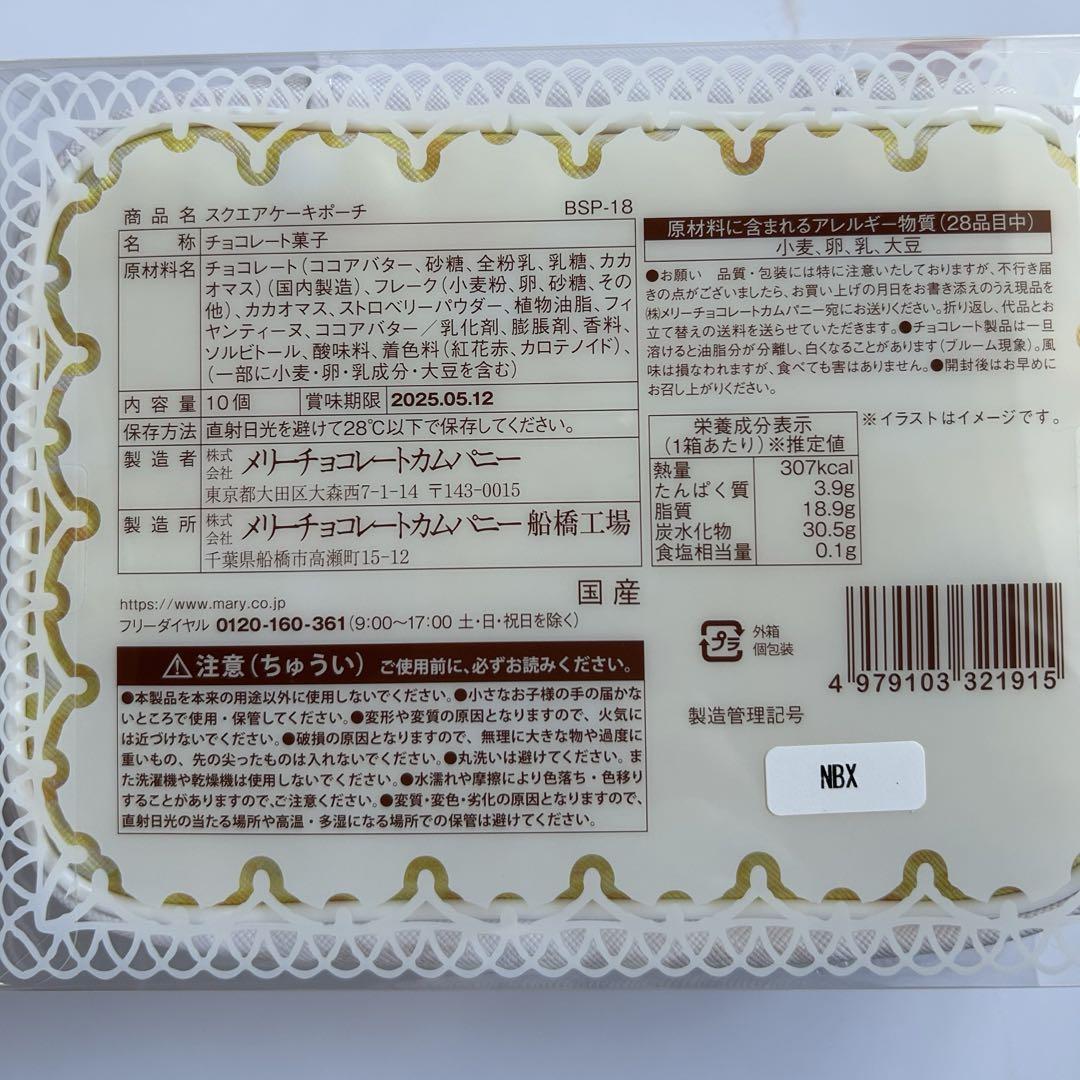 商品名 スクエアケーキポーチ BSP-18
名称 チョコレート菓子
原材料名 チョコレート(ココアバター、砂糖、全粉乳、乳糖、カカ
オマス)(国内製造)、フレーク(小麦粉、卵、砂糖、その
他)、カカオマス、ストロベリーパウダー、植物油脂、フィ
ヤンティーヌ、ココアバター/乳化剤、膨脹剤、香料、
ソルビトール、酸味料、着色料(紅花赤、カロテノイド)、
(一部に小麦・卵・乳成分・大豆を含む)
内容量 10個 賞味期限 2025.05.12
保存方法 直射日光を避けて28℃以下で保存してください。
製造者 株式会社 メリーチョコレートカムパニー
東京都大田区大森西7-1-14 〒143-0015
製造所 株式会社 メリーチョコレートカムパニー 船橋工場
千葉県船橋市高瀬町15-12
https://www.mary.co.jp
国産
フリーダイヤル 0120-160-361(9:00〜17:00 土・日・祝日を除く)
⚠注意(ちゅうい) ご使用前に、必ずお読みください。
●本製品を本来の用途以外に使用しないでください。●小さなお子様の手の届かな
いところで使用・保管してください。●変形や変質の原因となりますので、火気に
は近づけないでください。●破損の原因となりますので、無理に大きな物や過度に
重いもの、先の尖ったものは入れないでください。●丸洗いは避けてください。ま
た洗濯機や乾燥機は使用しないでください。●水濡れや摩擦により色落ち・色移り
することがありますので、ご注意ください。●変質・変色・劣化の原因となりますので、
直射日光の当たる場所や高温・多湿になる場所での保管は避けてください。
原材料に含まれるアレルギー物質(28品目中)
小麦、卵、乳、大豆
●お願い 品質・包装には特に注意いたしておりますが、不行き届
きの点がございましたら、お買い上げの月日をお書き添えのうえ現品を
㈱メリーチョコレートカムパニー宛にお送りください。折り返し、代品とお
立て替えの送料を送らせていただきます。●チョコレート製品は一旦
溶けると油脂分が分離し、白くなることがあります(ブルーム現象)。風
味は損なわれますが、食べても害はありません。●開封後はお早めに
お召し上がりください。
※イラストはイメージです。
栄養成分表示
(1箱あたり)※推定値
熱量 307kcal
たんぱく質 3.9g
脂質 18.9g
炭水化物 30.5g
食塩相当量 0.1g
プラ
外箱
個包装
4 979103 321915
製造管理記号
NBX